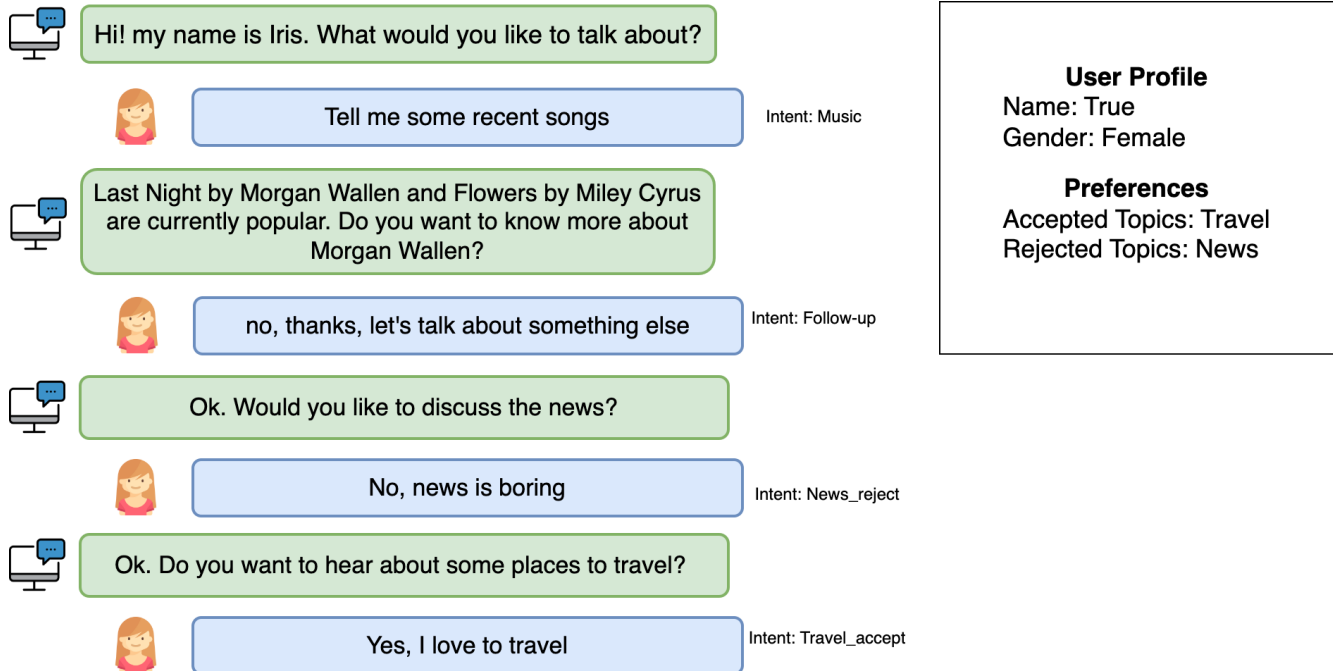 Hi! my name is Iris. What would you like to talk about?
Tell me some recent songs
Intent: Music
Last Night by Morgan Wallen and Flowers by Miley Cyrus
are currently popular. Do you want to know more about
Morgan Wallen?
no, thanks, let's talk about something else
Intent: Follow-up
Ok. Would you like to discuss the news?
No, news is boring
Intent: News_reject
Ok. Do you want to hear about some places to travel?
Yes, I love to travel
Intent: Travel_accept
User Profile
Name: True
Gender: Female
Preferences
Accepted Topics: Travel
Rejected Topics: News